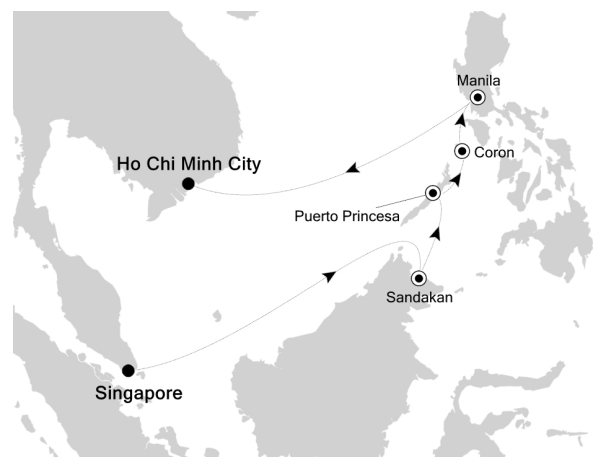 Manila
Ho Chi Minh City
Coron
Puerto Princesa
Sandakan
Singapore